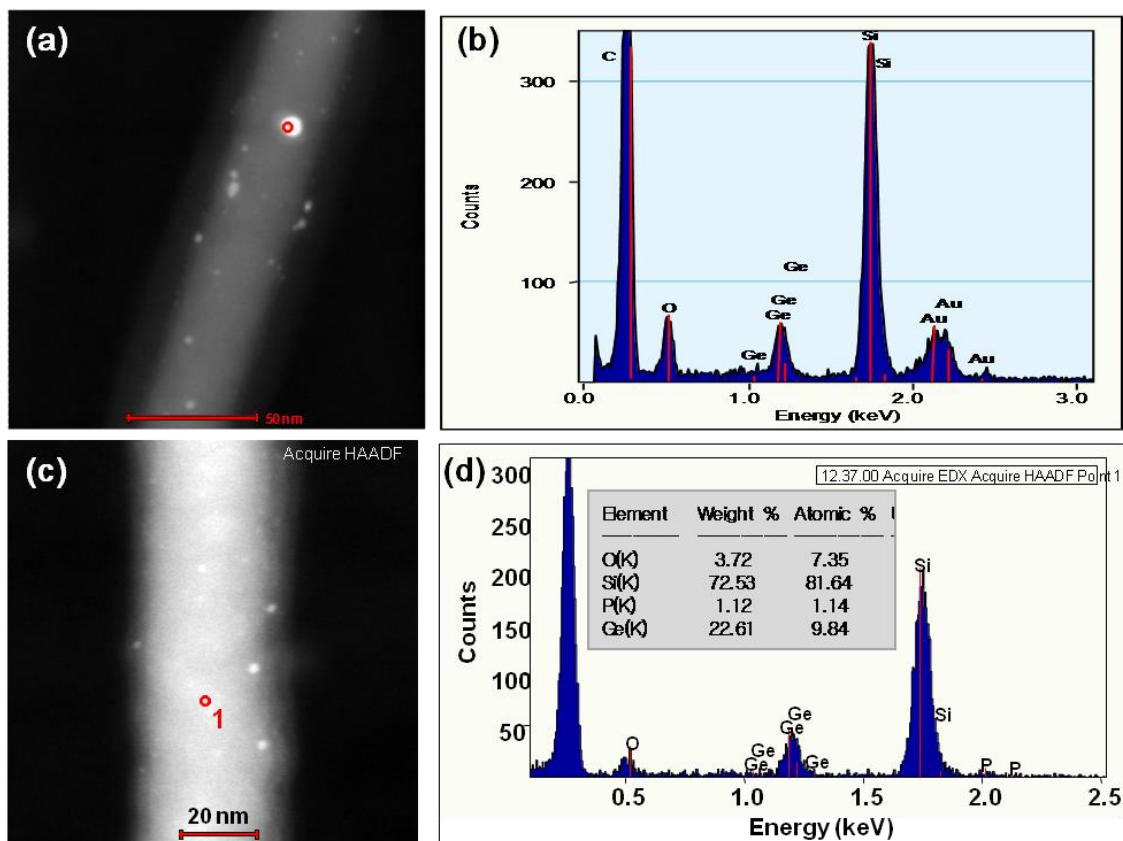 (a)
50nm
(b)
C
Si
Si
300
200
100
Counts
O
Ge
Ge
Ge
Ge
Au
Au
Au
0.0 1.0 2.0 3.0
Energy (keV)
(c)
Acquire HAADF
1
20 nm
(d)
12.37.00 Acquire EDX Acquire HAADF Point 1
300
250
200
150
100
50
Counts
Element Weight % Atomic %
O(K) 3.72 7.35
Si(K) 72.53 81.64
P(K) 1.12 1.14
Ge(K) 22.61 9.84
Si
Si
O
Ge
Ge
Ge
Ge
Ge
P
P
0.5 1.0 1.5 2.0 2.5
Energy (keV)